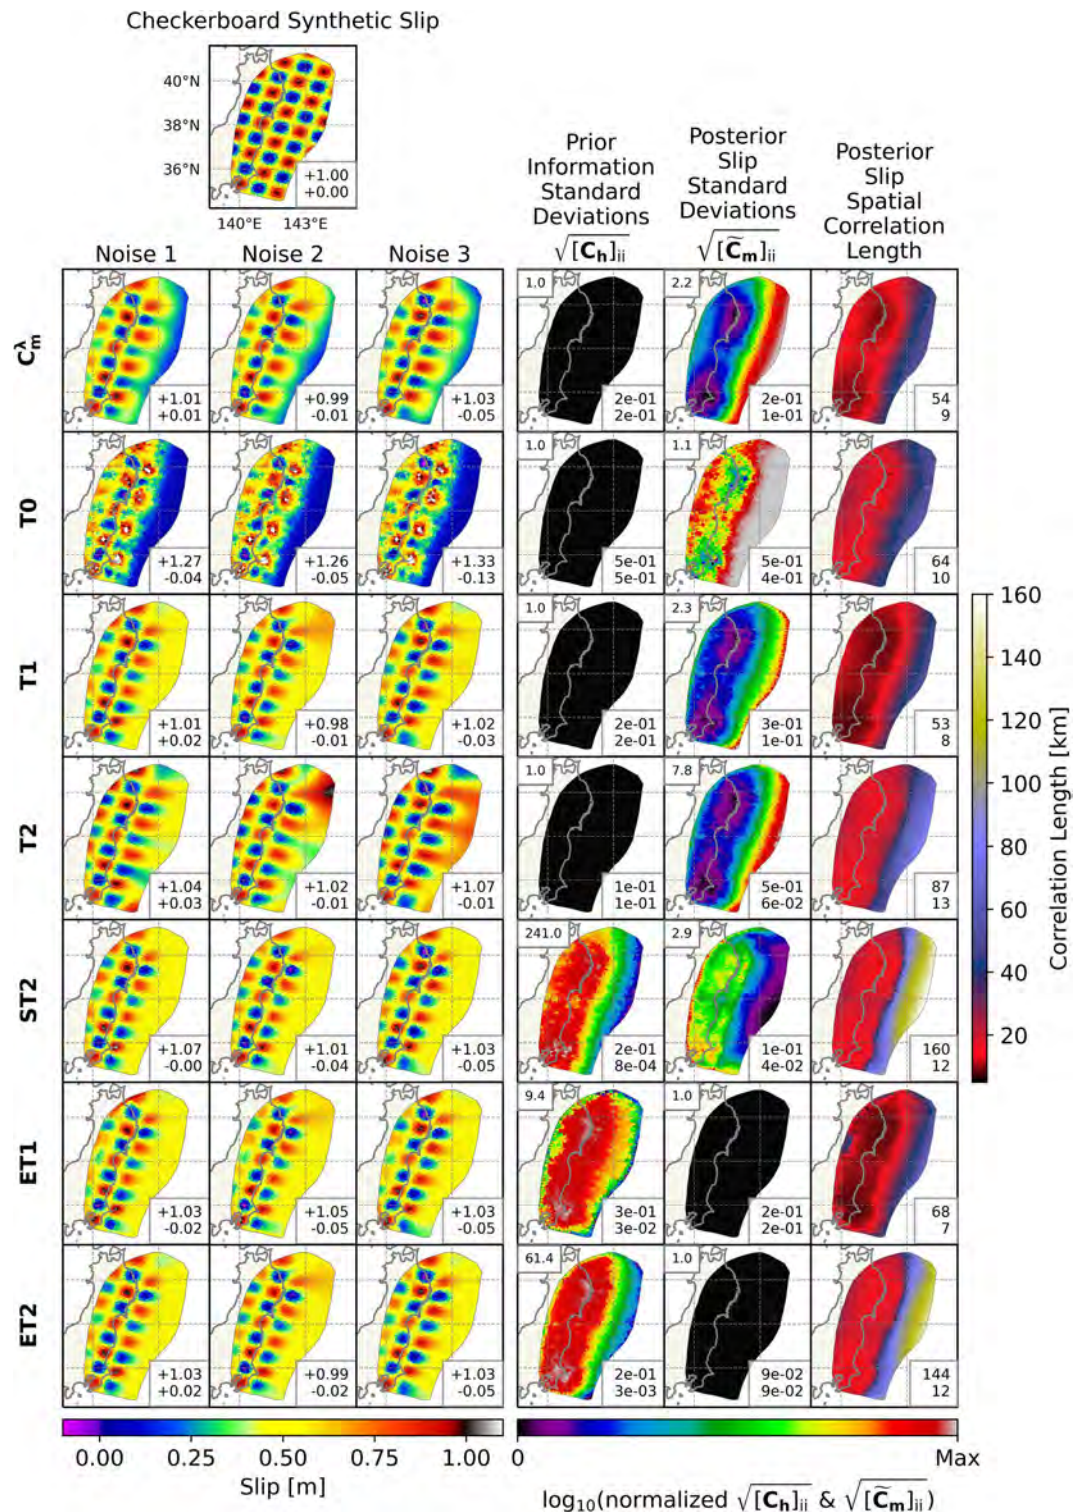 Checkerboard Synthetic Slip
40°N
38°N
36°N
+1.00
+0.00
140°E 143°E
Prior
Information
Standard
Deviations
√[C_h]_ii
Posterior
Slip
Standard
Deviations
√[C̃_m]_ii
Posterior
Slip
Spatial
Correlation
Length
Noise 1 Noise 2 Noise 3
C_m^λ
+1.01
+0.01
+0.99
-0.01
+1.03
-0.05
1.0
2e-01
2e-01
2.2
2e-01
1e-01
54
9
T0
+1.27
-0.04
+1.26
-0.05
+1.33
-0.13
1.0
5e-01
5e-01
1.1
5e-01
4e-01
64
10
T1
+1.01
+0.02
+0.98
-0.01
+1.02
-0.03
1.0
2e-01
2e-01
2.3
3e-01
1e-01
53
8
T2
+1.04
+0.03
+1.02
-0.01
+1.07
-0.01
1.0
1e-01
1e-01
7.8
5e-01
6e-02
87
13
ST2
+1.07
-0.00
+1.01
-0.04
+1.03
-0.05
241.0
2e-01
8e-04
2.9
1e-01
4e-02
160
12
ET1
+1.03
-0.02
+1.05
-0.05
+1.03
-0.05
9.4
3e-01
3e-02
1.0
2e-01
2e-01
68
7
ET2
+1.03
+0.02
+0.99
-0.02
+1.03
-0.05
61.4
2e-01
3e-03
1.0
9e-02
9e-02
144
12
160
140
120
100
80
60
40
20
Correlation Length [km]
0.00 0.25 0.50 0.75 1.00
Slip [m]
0 Max
log₁₀(normalized √[C_h]_ii & √[C̃_m]_ii)